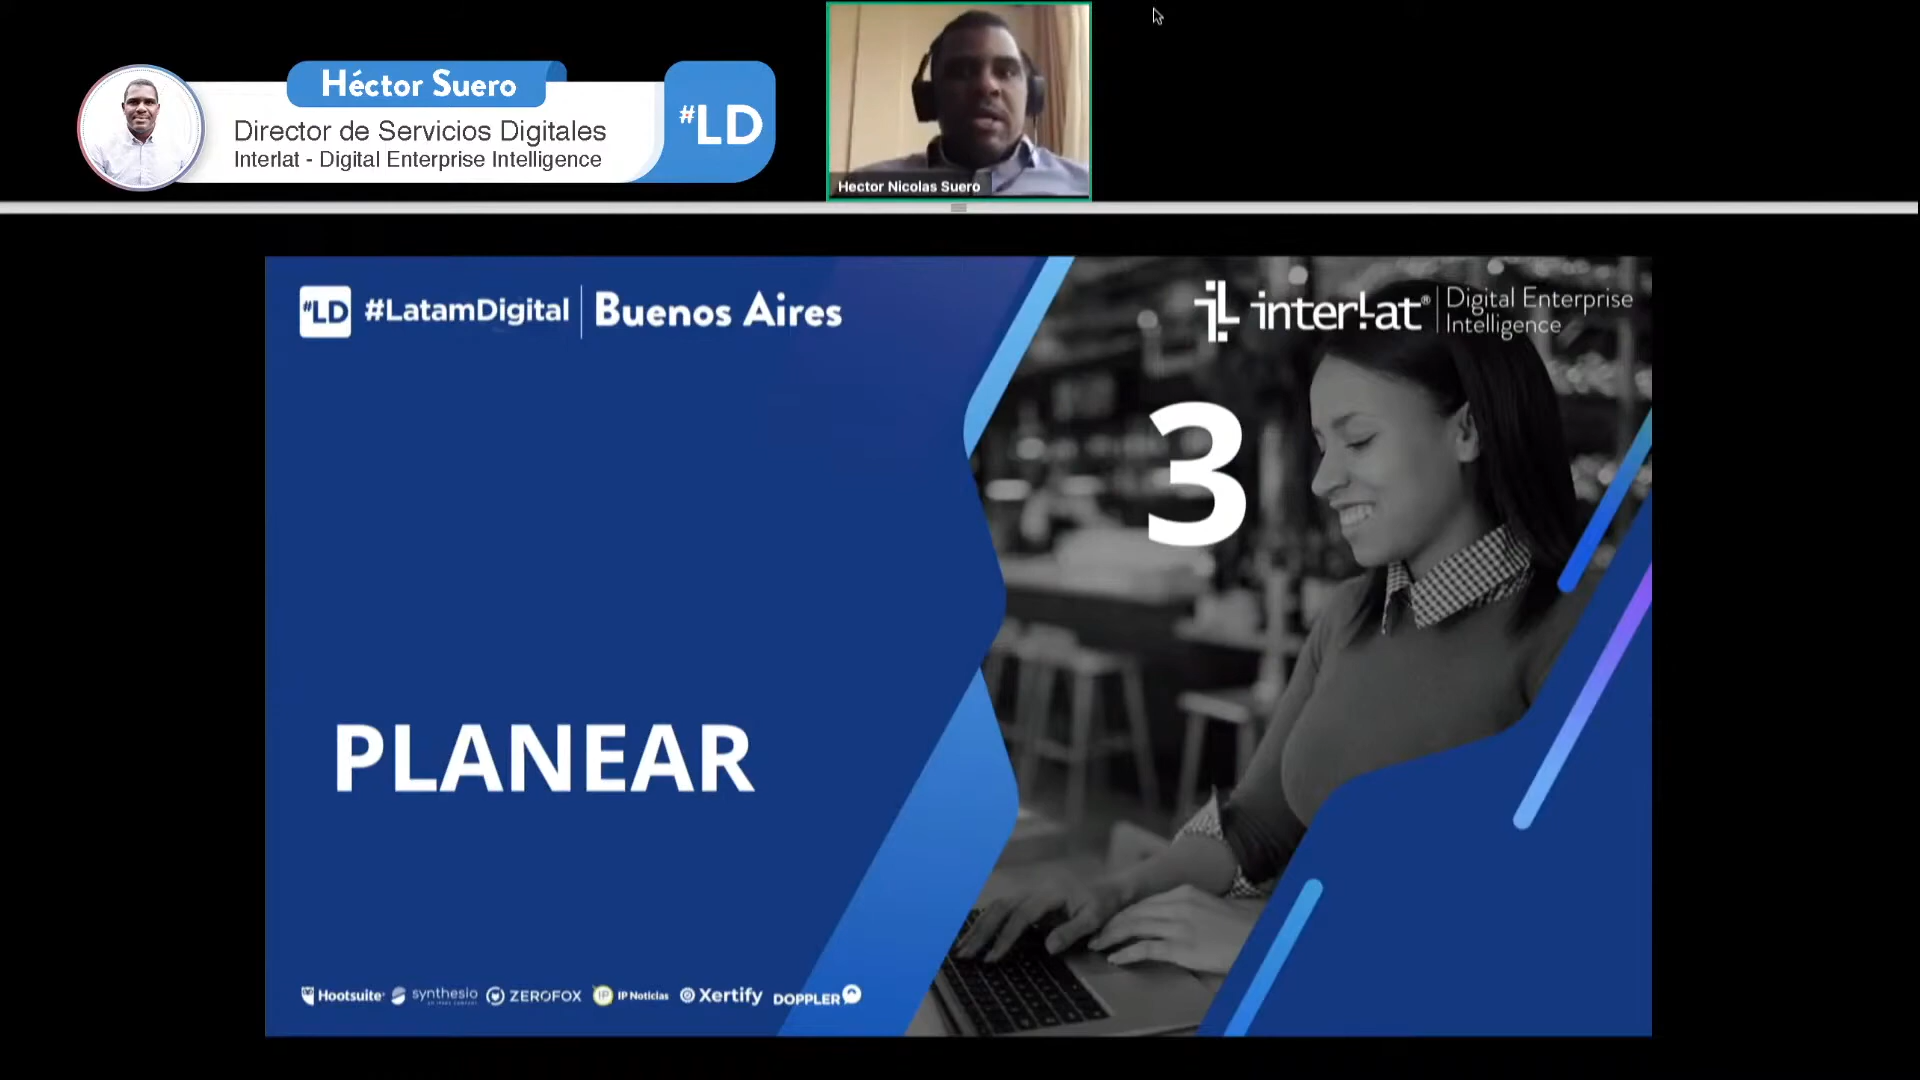 Héctor Suero
Director de Servicios Digitales
Interlat - Digital Enterprise Intelligence
#LD
Hector Nicolas Suero
#LD #LatamDigital Buenos Aires
interlat® Digital Enterprise
Intelligence
3
PLANEAR
Hootsuite synthesio ZEROFOX IP IP Noticias Xertify DOPPLER